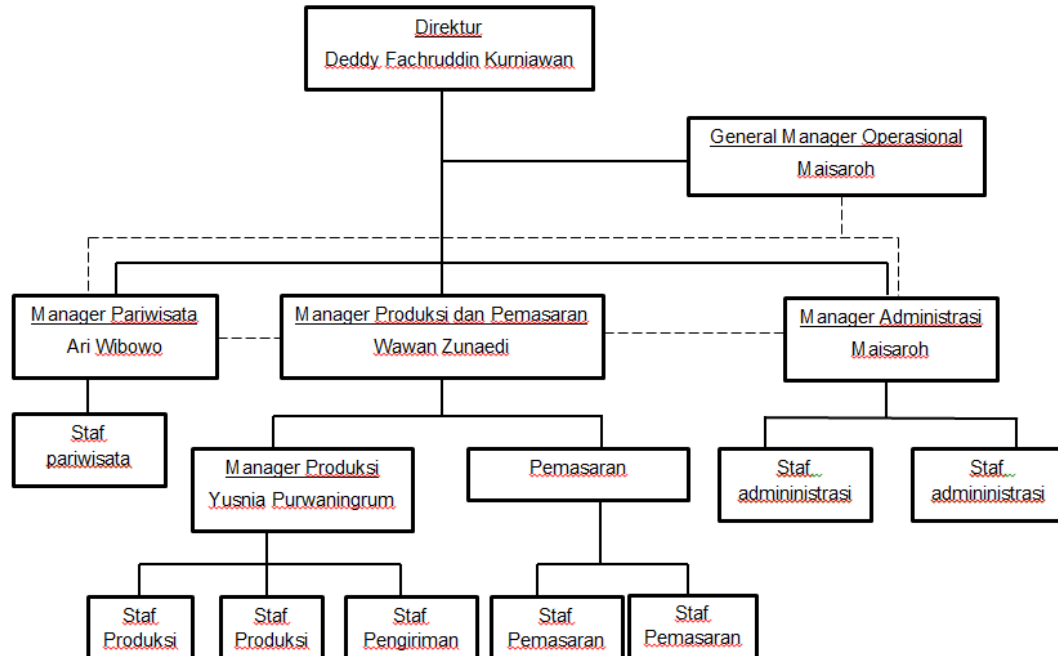 Direktur
Deddy Fachruddin Kurniawan
General Manager Operasional
Maisaroh
Manager Pariwisata
Ari Wibowo
Manager Produksi dan Pemasaran
Wawan Zunaedi
Manager Administrasi
Maisaroh
Staf
pariwisata
Manager Produksi
Yusnia Purwaningrum
Pemasaran
Staf
admininistrasi
Staf
admininistrasi
Staf
Produksi
Staf
Produksi
Staf
Pengiriman
Staf
Pemasaran
Staf
Pemasaran